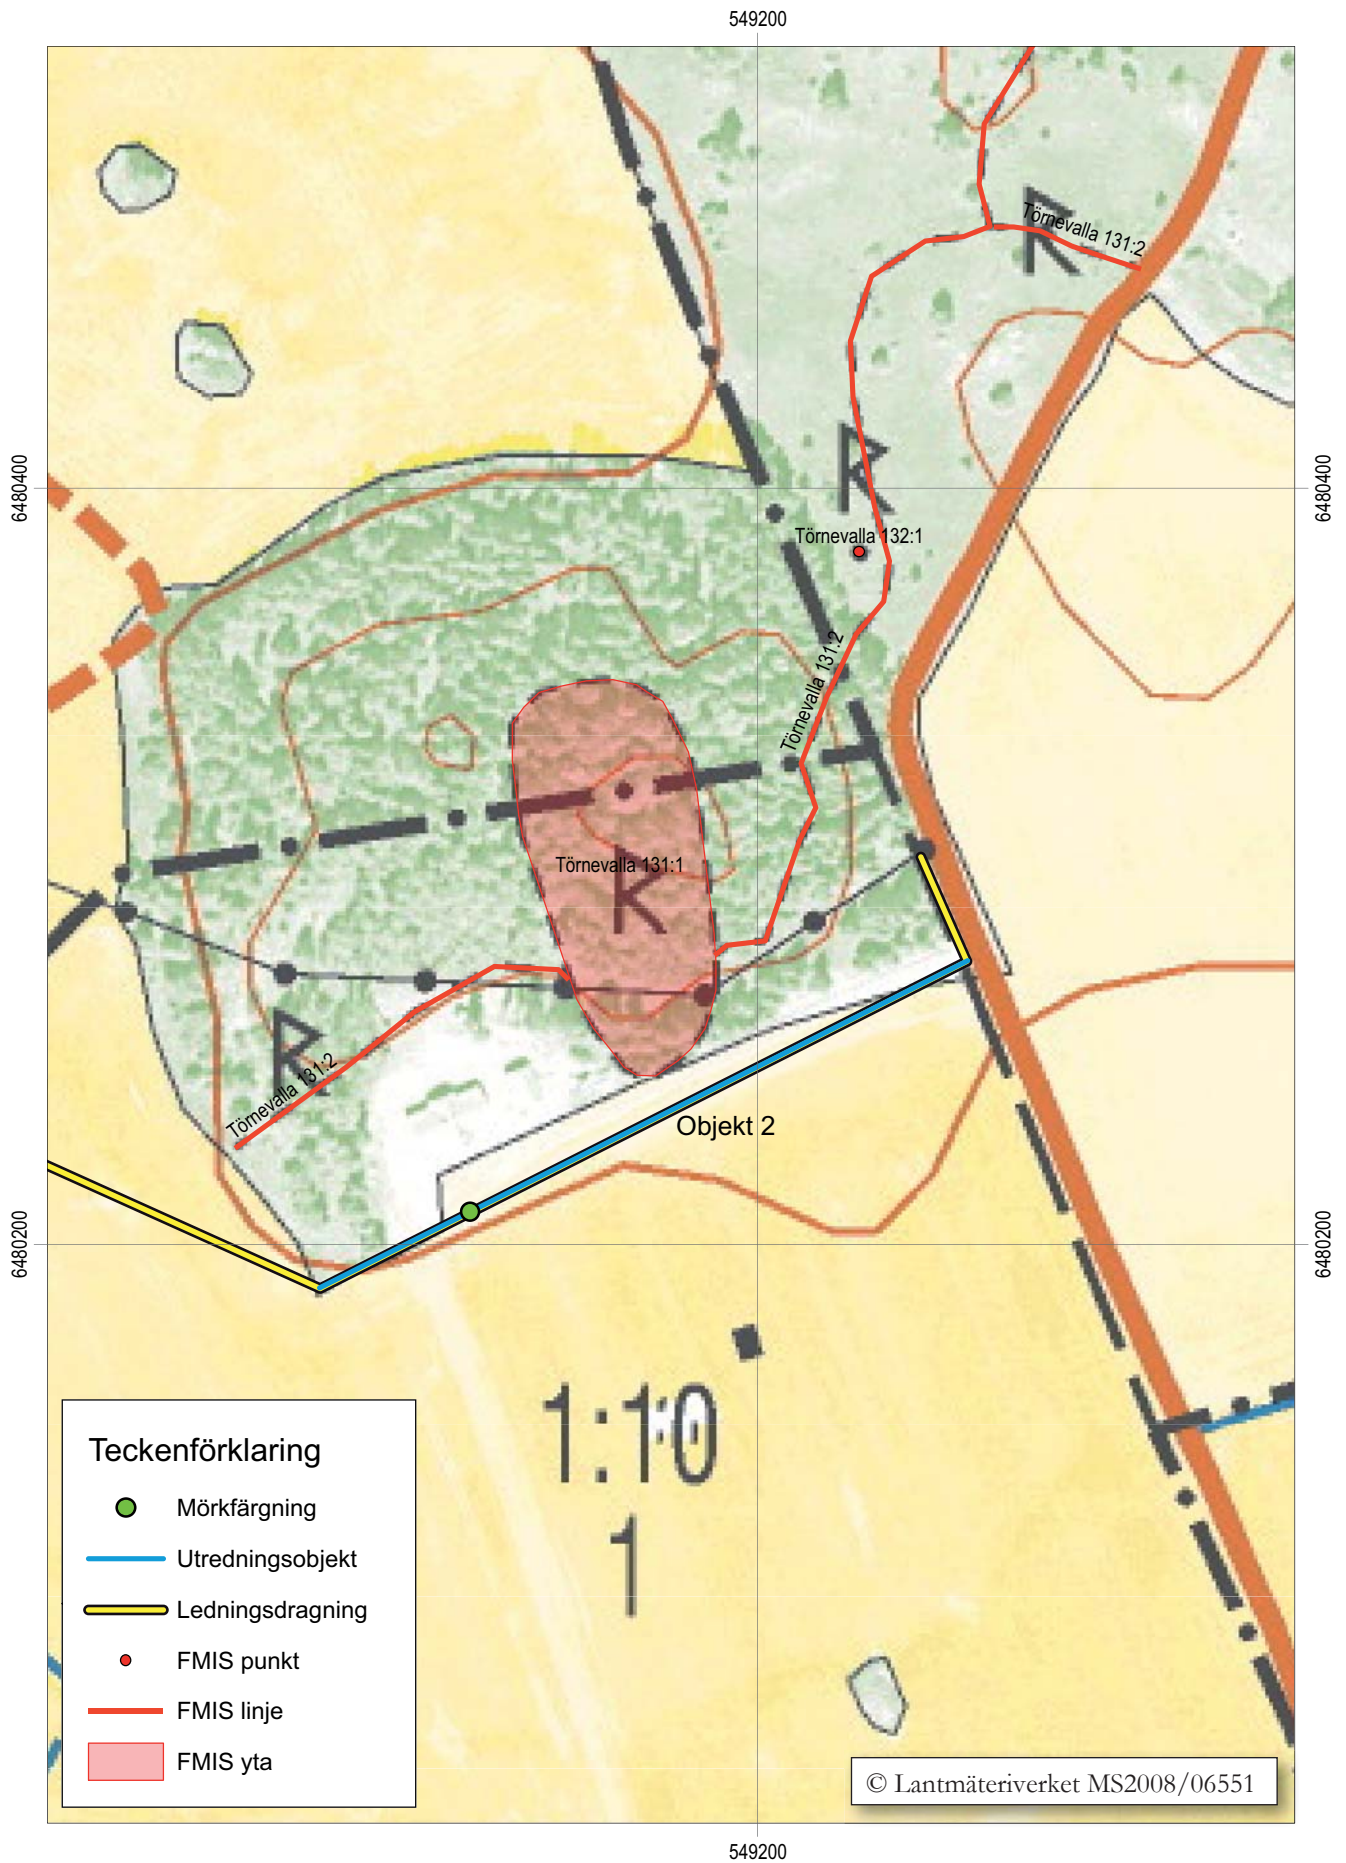 549200
Törnevalla 131:2
R
R
6480400
6480400
Törnevalla 132:1
Törnevalla 131:2
Törnevalla 131:1
R
R
Törnevalla 131:2
Objekt 2
6480200
6480200
1:10
1
Teckenförklaring
Mörkfärgning
Utredningsobjekt
Ledningsdragning
FMIS punkt
FMIS linje
FMIS yta
© Lantmäteriverket MS2008/06551
549200